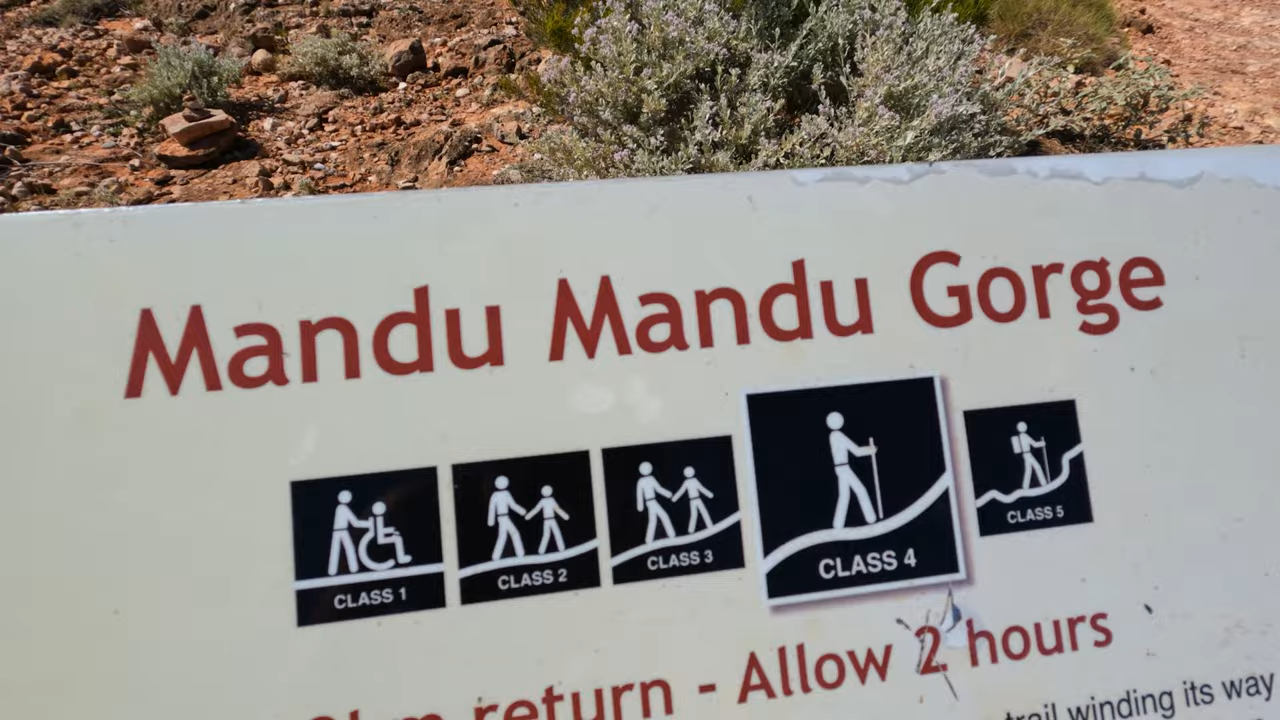 Mandu Mandu Gorge
CLASS 1 CLASS 2 CLASS 3 CLASS 4 CLASS 5
return - Allow 2 hours
trail winding its way